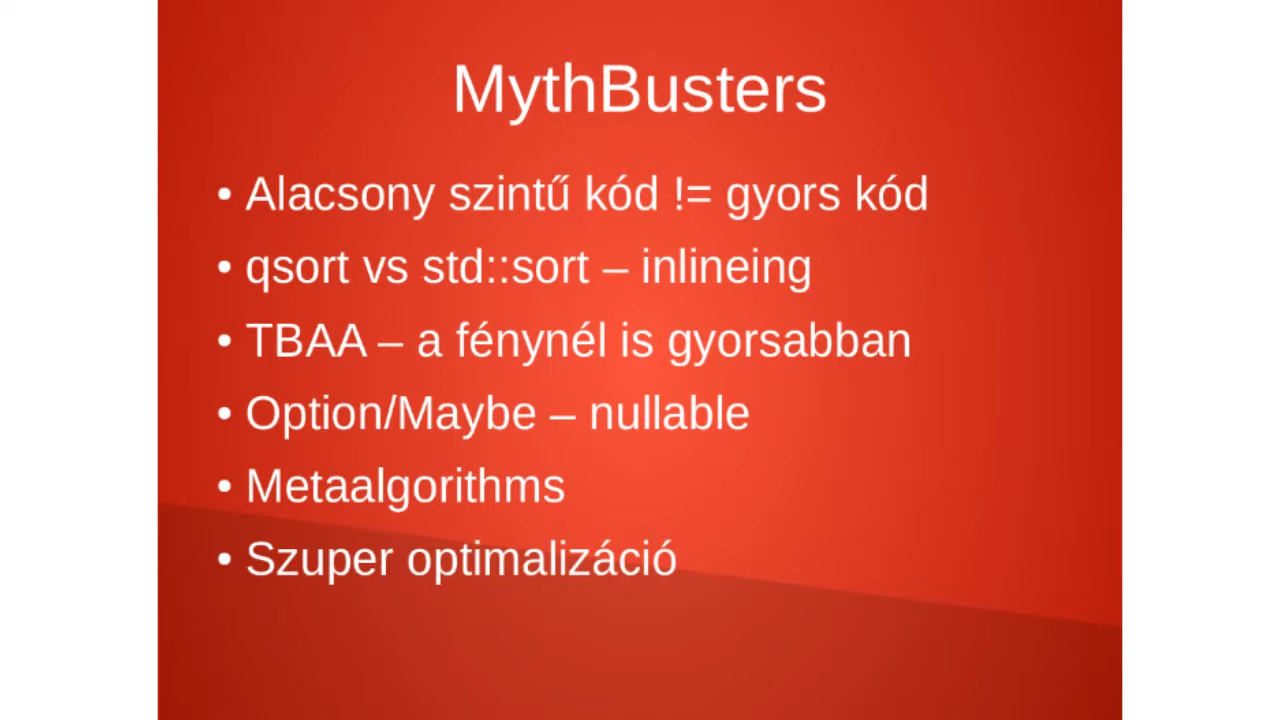 MythBusters
• Alacsony szintű kód != gyors kód
• qsort vs std::sort – inlineing
• TBAA – a fénynél is gyorsabban
• Option/Maybe – nullable
• Metaalgorithms
• Szuper optimalizáció